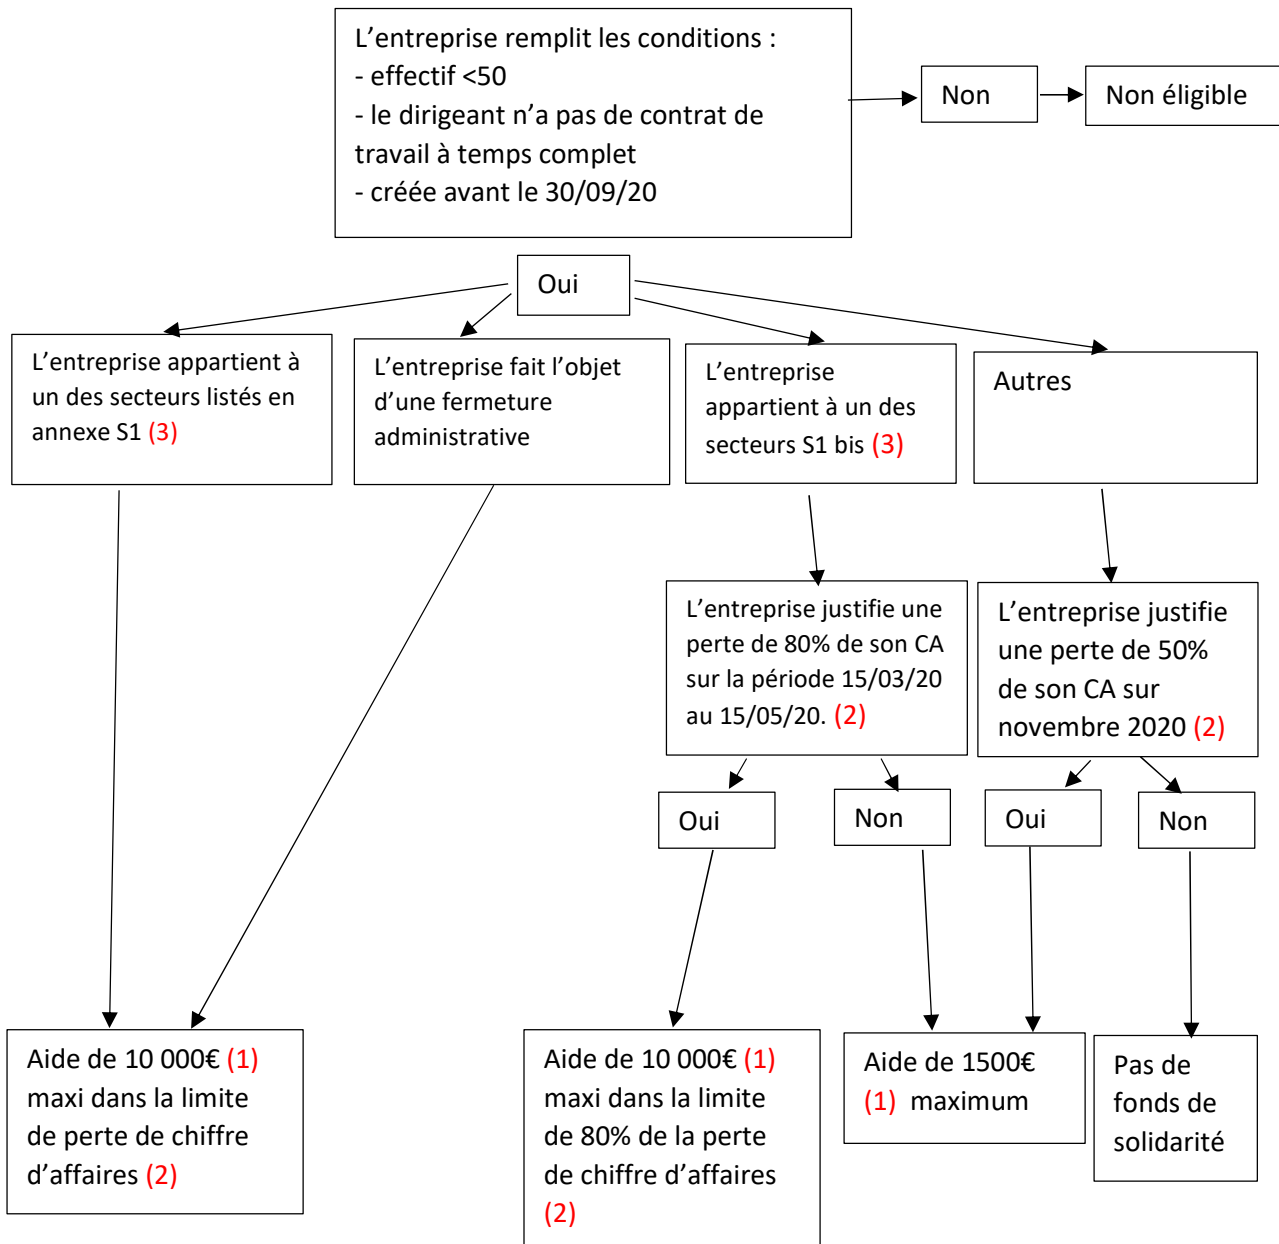 L’entreprise remplit les conditions :
- effectif <50
- le dirigeant n’a pas de contrat de
travail à temps complet
- créée avant le 30/09/20
Non
Non éligible
Oui
L’entreprise appartient à
un des secteurs listés en
annexe S1 (3)
L’entreprise fait l’objet
d’une fermeture
administrative
L’entreprise
appartient à un des
secteurs S1 bis (3)
Autres
L’entreprise justifie une
perte de 80% de son CA
sur la période 15/03/20
au 15/05/20. (2)
L’entreprise justifie
une perte de 50%
de son CA sur
novembre 2020 (2)
Oui
Non
Oui
Non
Aide de 10 000€ (1)
maxi dans la limite
de perte de chiffre
d’affaires (2)
Aide de 10 000€ (1)
maxi dans la limite
de 80% de la perte
de chiffre d’affaires
(2)
Aide de 1500€
(1) maximum
Pas de
fonds de
solidarité